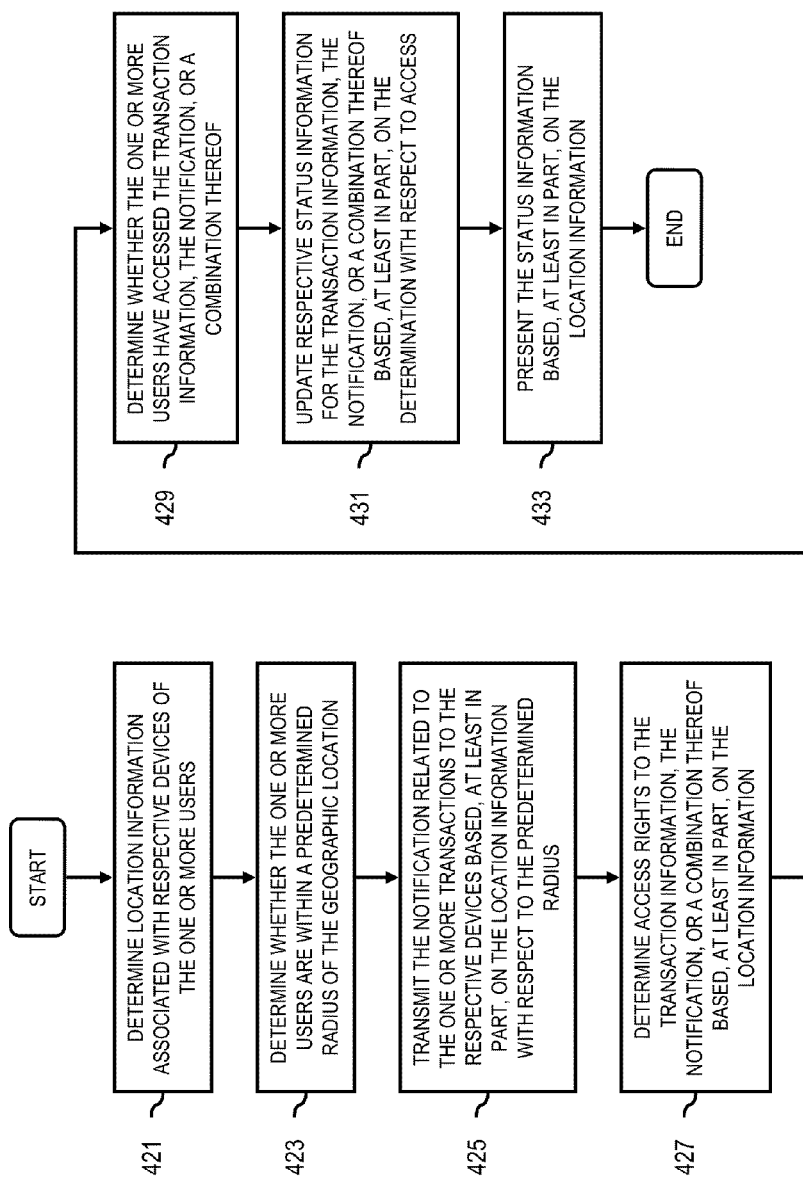 START
DETERMINE LOCATION INFORMATION
ASSOCIATED WITH RESPECTIVE DEVICES OF
THE ONE OR MORE USERS
421
DETERMINE WHETHER THE ONE OR MORE
USERS ARE WITHIN A PREDETERMINED
RADIUS OF THE GEOGRAPHIC LOCATION
423
TRANSMIT THE NOTIFICATION RELATED TO
THE ONE OR MORE TRANSACTIONS TO THE
RESPECTIVE DEVICES BASED, AT LEAST IN
PART, ON THE LOCATION INFORMATION
WITH RESPECT TO THE PREDETERMINED
RADIUS
425
DETERMINE ACCESS RIGHTS TO THE
TRANSACTION INFORMATION, THE
NOTIFICATION, OR A COMBINATION THEREOF
BASED, AT LEAST IN PART, ON THE
LOCATION INFORMATION
427
DETERMINE WHETHER THE ONE OR MORE
USERS HAVE ACCESSED THE TRANSACTION
INFORMATION, THE NOTIFICATION, OR A
COMBINATION THEREOF
429
UPDATE RESPECTIVE STATUS INFORMATION
FOR THE TRANSACTION INFORMATION, THE
NOTIFICATION, OR A COMBINATION THEREOF
BASED, AT LEAST IN PART, ON THE
DETERMINATION WITH RESPECT TO ACCESS
431
PRESENT THE STATUS INFORMATION
BASED, AT LEAST IN PART, ON THE
LOCATION INFORMATION
433
END